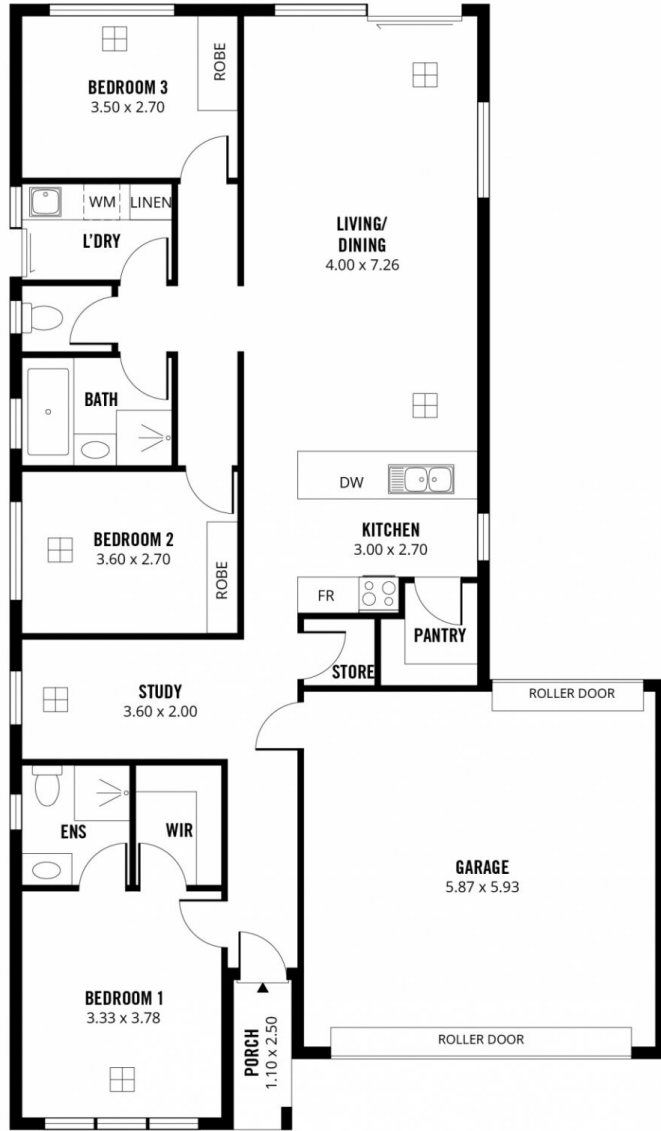 BEDROOM 3
3.50 x 2.70
ROBE
WM
LINEN
L'DRY
LIVING/
DINING
4.00 x 7.26
BATH
DW
KITCHEN
3.00 x 2.70
BEDROOM 2
3.60 x 2.70
ROBE
FR
PANTRY
STORE
STUDY
3.60 x 2.00
ROLLER DOOR
ENS
WIR
GARAGE
5.87 x 5.93
BEDROOM 1
3.33 x 3.78
PORCH
1.10 x 2.50
ROLLER DOOR